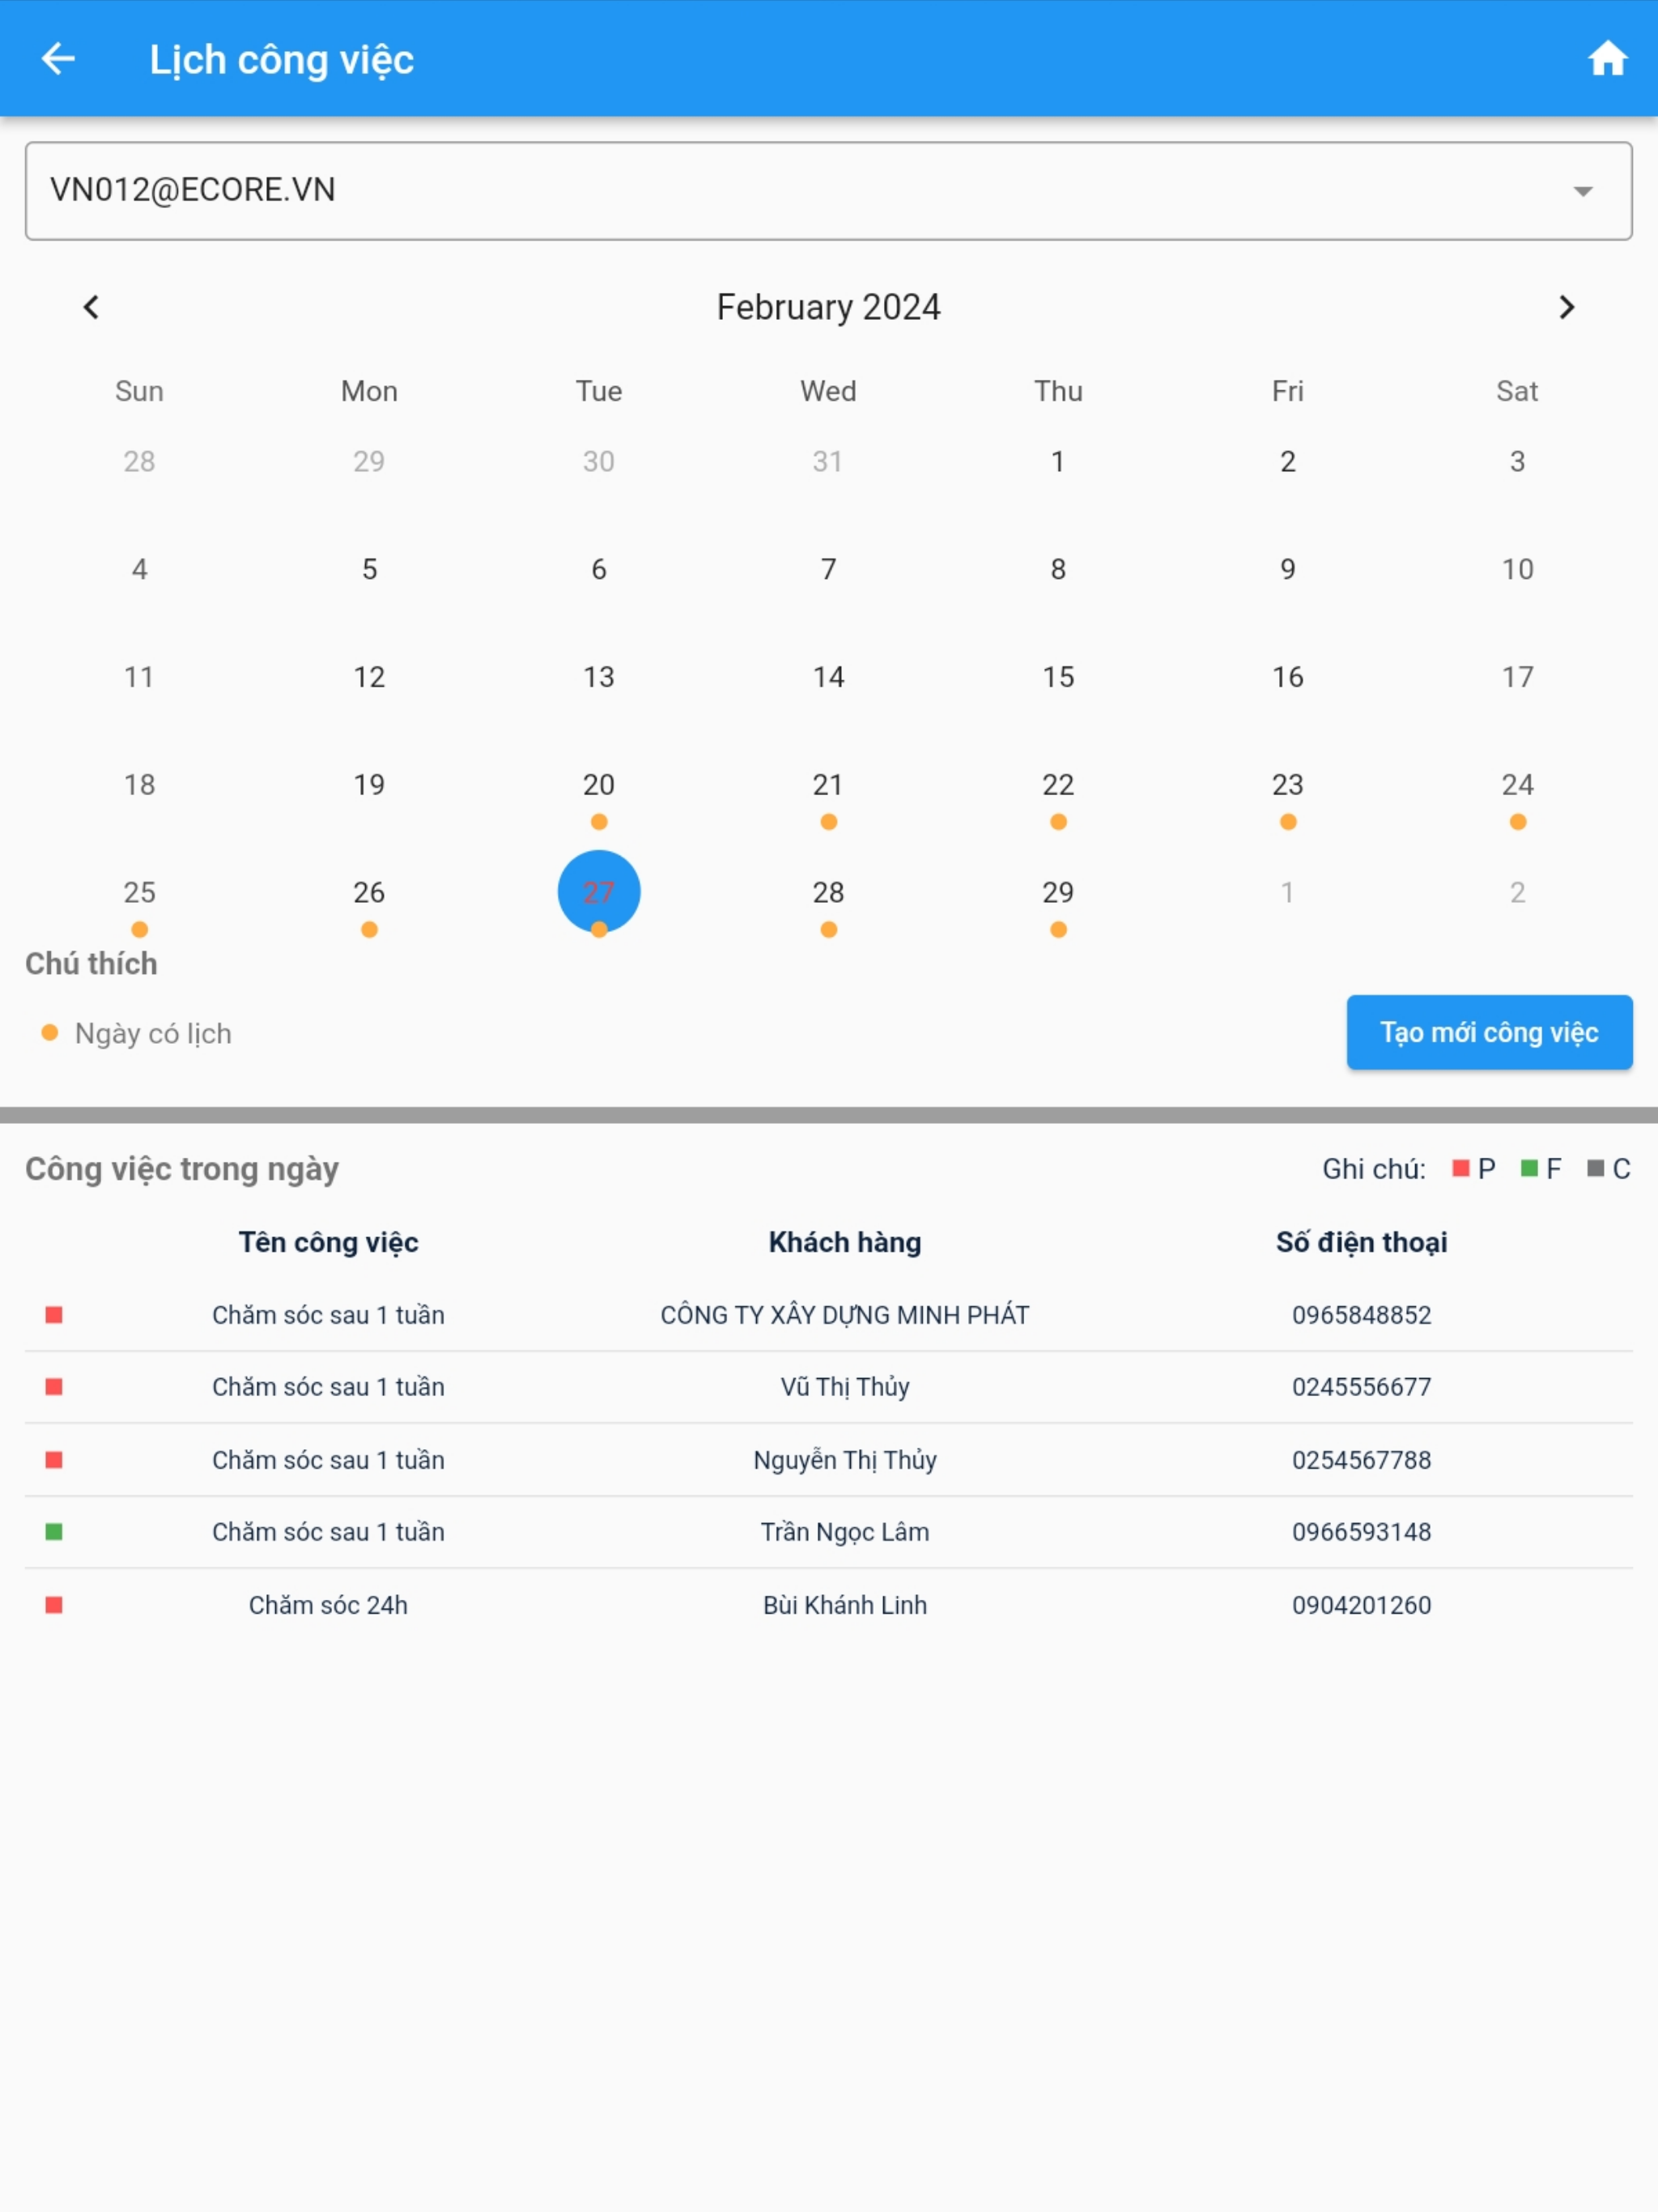 Lịch công việc
VN012@ECORE.VN
February 2024
Sun Mon Tue Wed Thu Fri Sat
28 29 30 31 1 2 3
4 5 6 7 8 9 10
11 12 13 14 15 16 17
18 19 20 21 22 23 24
25 26 27 28 29 1 2
Chú thích
Ngày có lịch
Tạo mới công việc
Công việc trong ngày Ghi chú: P F C
Tên công việc Khách hàng Số điện thoại
Chăm sóc sau 1 tuần CÔNG TY XÂY DỰNG MINH PHÁT 0965848852
Chăm sóc sau 1 tuần Vũ Thị Thủy 0245556677
Chăm sóc sau 1 tuần Nguyễn Thị Thủy 0254567788
Chăm sóc sau 1 tuần Trần Ngọc Lâm 0966593148
Chăm sóc 24h Bùi Khánh Linh 0904201260